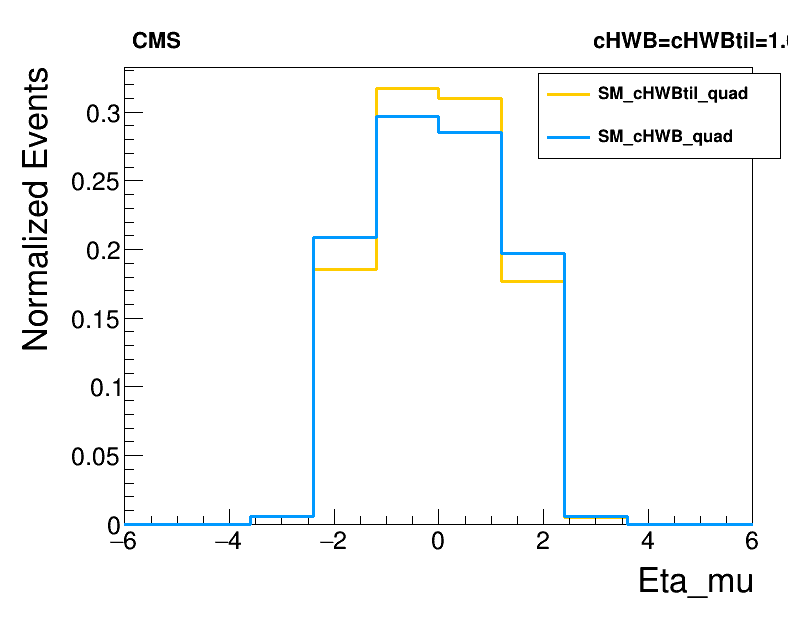 CMS
cHWB=cHWBtil=1.
SM_cHWBtil_quad
SM_cHWB_quad
Normalized Events
0.3
0.25
0.2
0.15
0.1
0.05
0
−6
−4
−2
0
2
4
6
Eta_mu